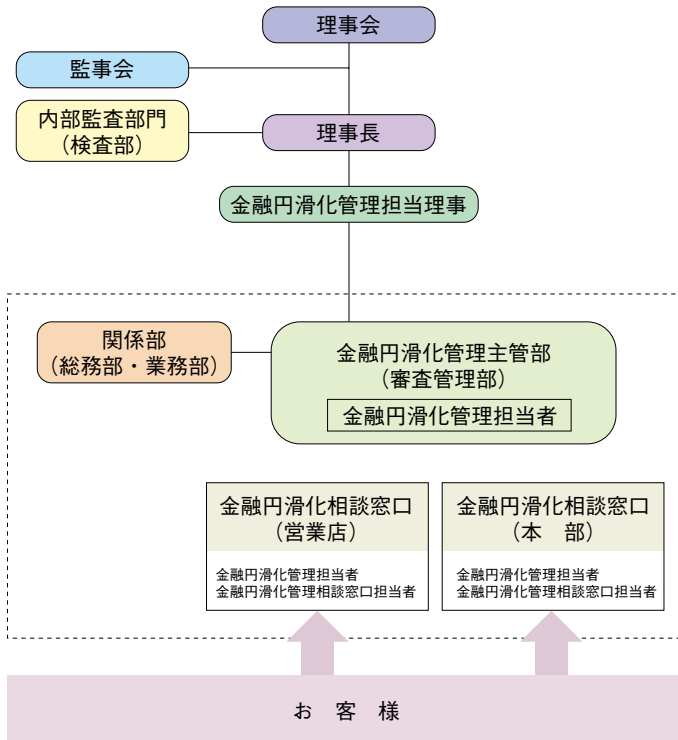 理事会
監事会
内部監査部門
（検査部）
理事長
金融円滑化管理担当理事
関係部
（総務部・業務部）
金融円滑化管理主管部
（審査管理部）
金融円滑化管理担当者
金融円滑化相談窓口
（営業店）
金融円滑化管理担当者
金融円滑化管理相談窓口担当者
金融円滑化相談窓口
（本　部）
金融円滑化管理担当者
金融円滑化管理相談窓口担当者
お　客　様